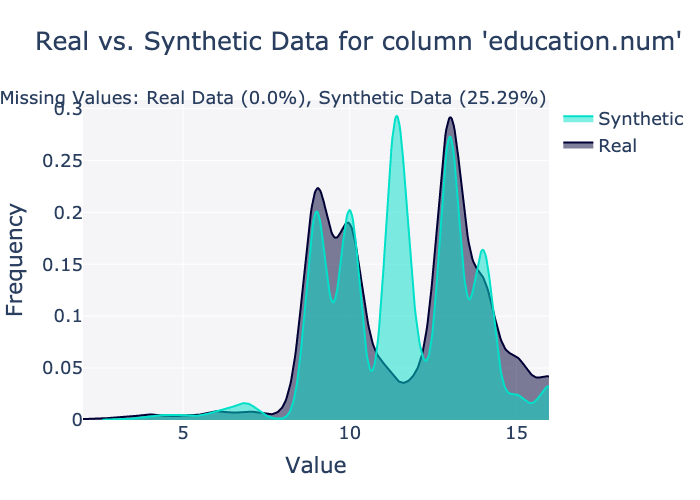 Real vs. Synthetic Data for column 'education.num'
Missing Values: Real Data (0.0%), Synthetic Data (25.29%)
0.3
0.25
0.2
0.15
0.1
0.05
0
Frequency
5
10
15
Value
Synthetic
Real